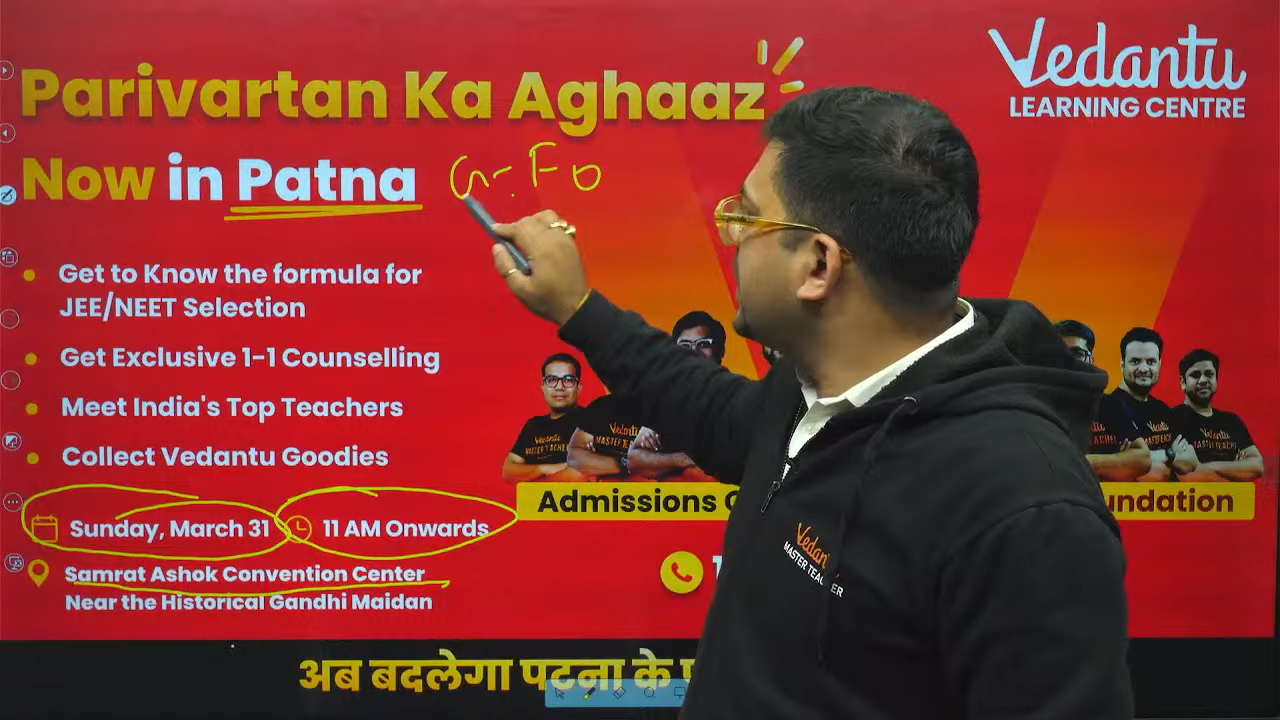 Vedantu
LEARNING CENTRE
Parivartan Ka Aghaaz
Now in Patna
G. Fo
Get to Know the formula for
JEE/NEET Selection
Get Exclusive 1-1 Counselling
Meet India's Top Teachers
Collect Vedantu Goodies
Sunday, March 31
11 AM Onwards
Samrat Ashok Convention Center
Near the Historical Gandhi Maidan
Admissions
अब बदलेगा पटना के
Vedantu
MASTER TEACHER